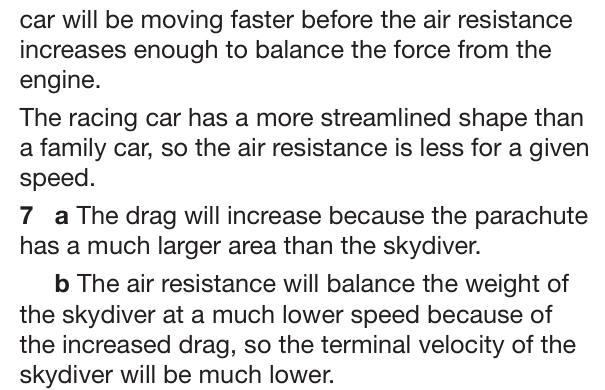 car will be moving faster before the air resistance
increases enough to balance the force from the
engine.
The racing car has a more streamlined shape than
a family car, so the air resistance is less for a given
speed.
7 a The drag will increase because the parachute
has a much larger area than the skydiver.
b The air resistance will balance the weight of
the skydiver at a much lower speed because of
the increased drag, so the terminal velocity of the
skydiver will be much lower.